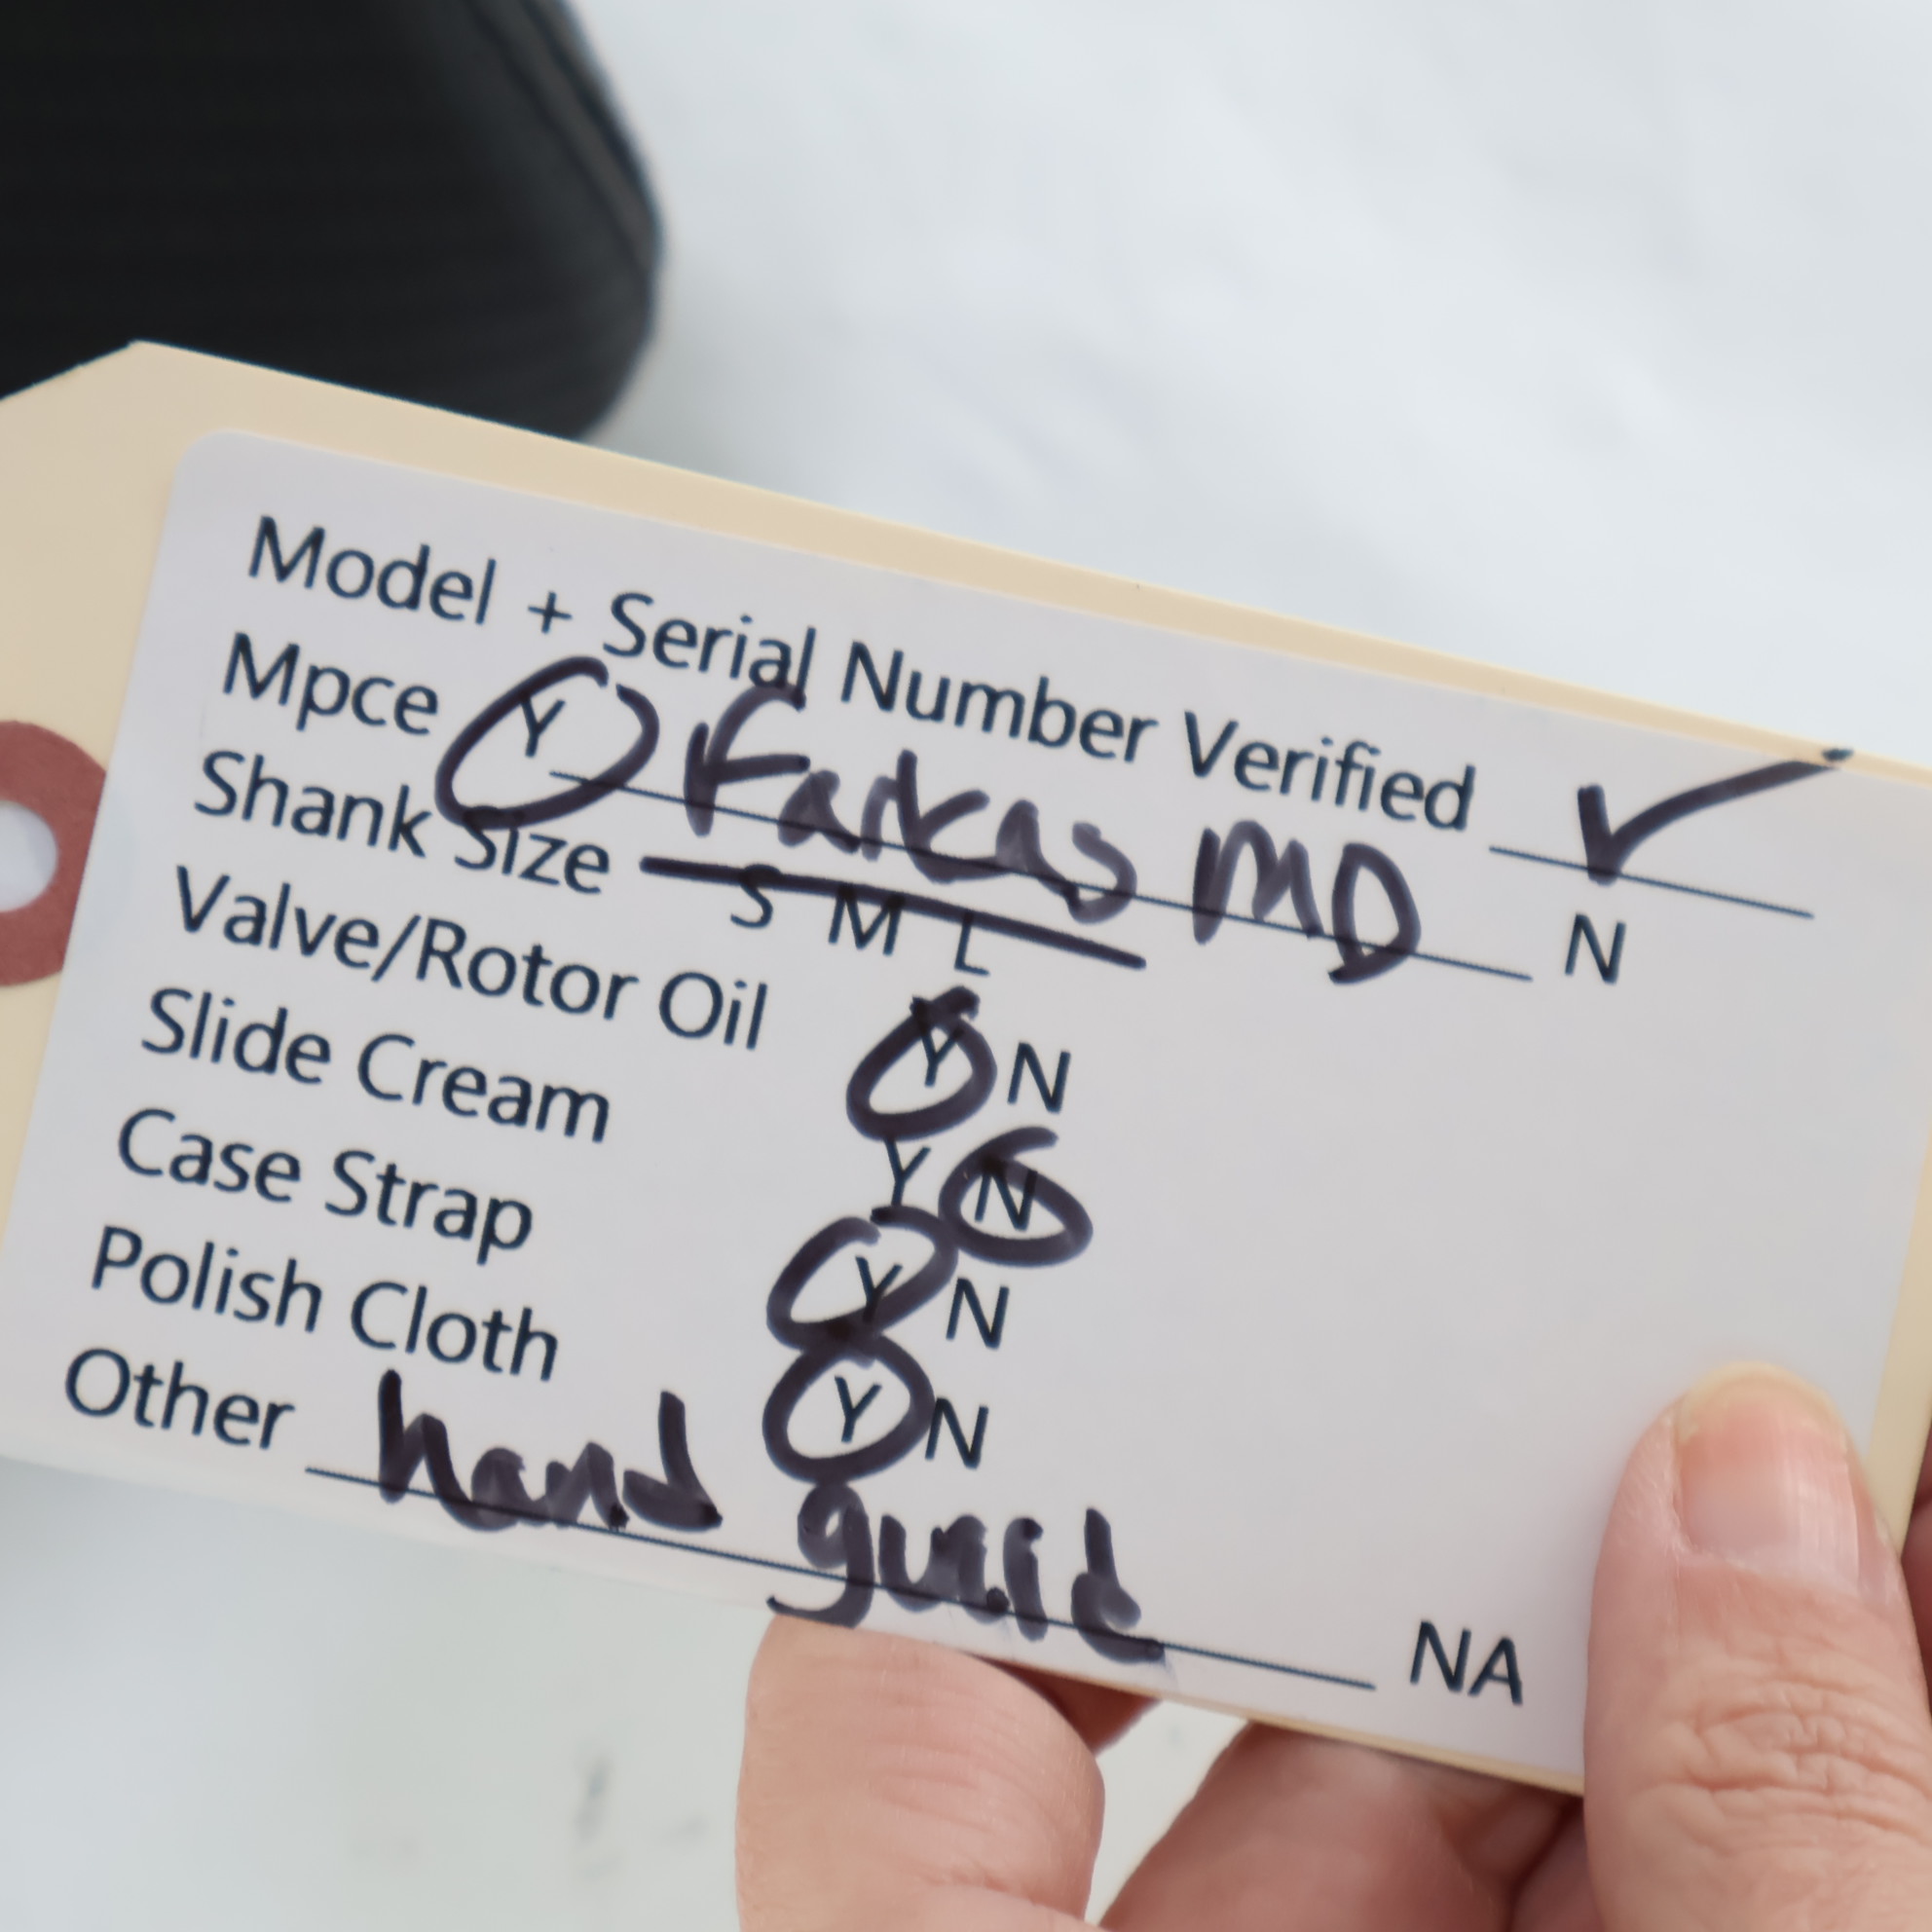 Model + Serial Number Verified ✓
Mpce Y Farkas MD N
Shank Size S M L
Valve/Rotor Oil Y N
Slide Cream Y N
Case Strap Y N
Polish Cloth Y N
Other hand guard NA